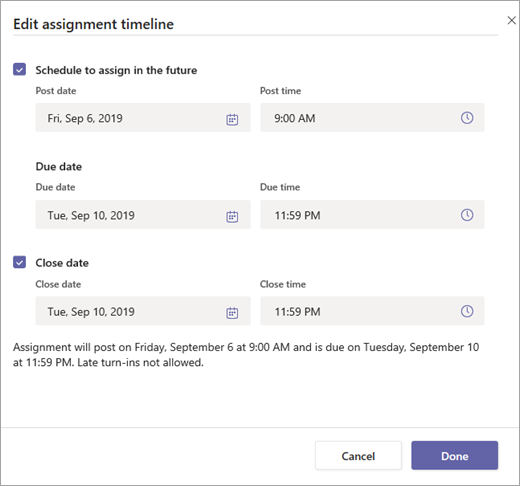 Edit assignment timeline
Schedule to assign in the future
Post date
Post time
Fri, Sep 6, 2019
9:00 AM
Due date
Due date
Due time
Tue, Sep 10, 2019
11:59 PM
Close date
Close date
Close time
Tue, Sep 10, 2019
11:59 PM
Assignment will post on Friday, September 6 at 9:00 AM and is due on Tuesday, September 10
at 11:59 PM. Late turn-ins not allowed.
Cancel
Done